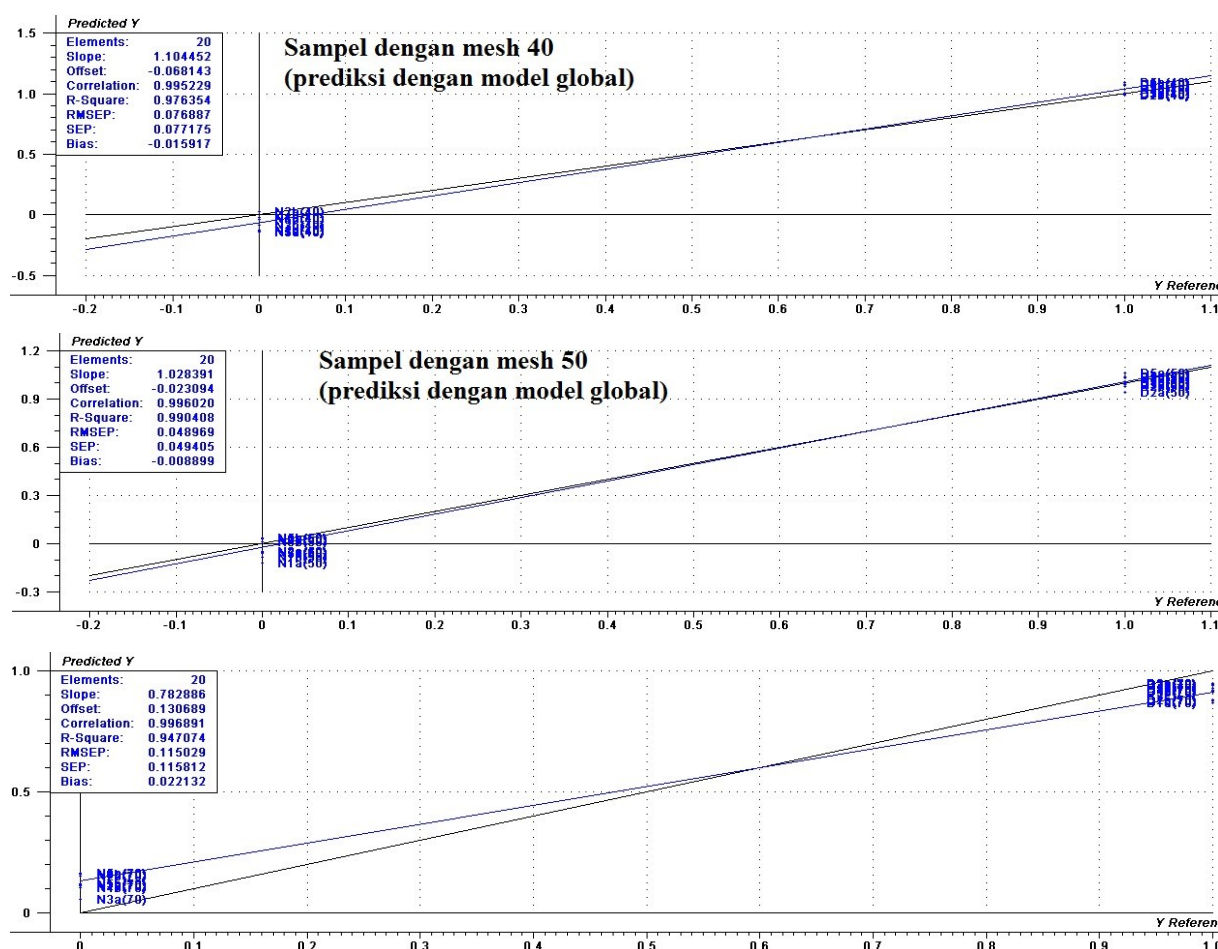 Predicted Y
Elements: 20
Slope: 1.104452
Offset: -0.068143
Correlation: 0.995229
R-Square: 0.976354
RMSEP: 0.076887
SEP: 0.077175
Bias: -0.015917
Sampel dengan mesh 40
(prediksi dengan model global)
1.5
1.0
0.5
0
-0.5
Y Referenc
-0.2 -0.1 0 0.1 0.2 0.3 0.4 0.5 0.6 0.7 0.8 0.9 1.0 1.1
Predicted Y
Elements: 20
Slope: 1.028391
Offset: -0.023094
Correlation: 0.996020
R-Square: 0.990408
RMSEP: 0.048969
SEP: 0.049405
Bias: -0.008899
Sampel dengan mesh 50
(prediksi dengan model global)
1.2
0.9
0.6
0.3
0
-0.3
D2a(50)
N1a(50)
Y Referenc
-0.2 -0.1 0 0.1 0.2 0.3 0.4 0.5 0.6 0.7 0.8 0.9 1.0 1.1
Predicted Y
Elements: 20
Slope: 0.782886
Offset: 0.130689
Correlation: 0.996891
R-Square: 0.947074
RMSEP: 0.115029
SEP: 0.115812
Bias: 0.022132
1.0
0.5
0
N3a(70)
Y Referenc
0 0.1 0.2 0.3 0.4 0.5 0.6 0.7 0.8 0.9 1.0